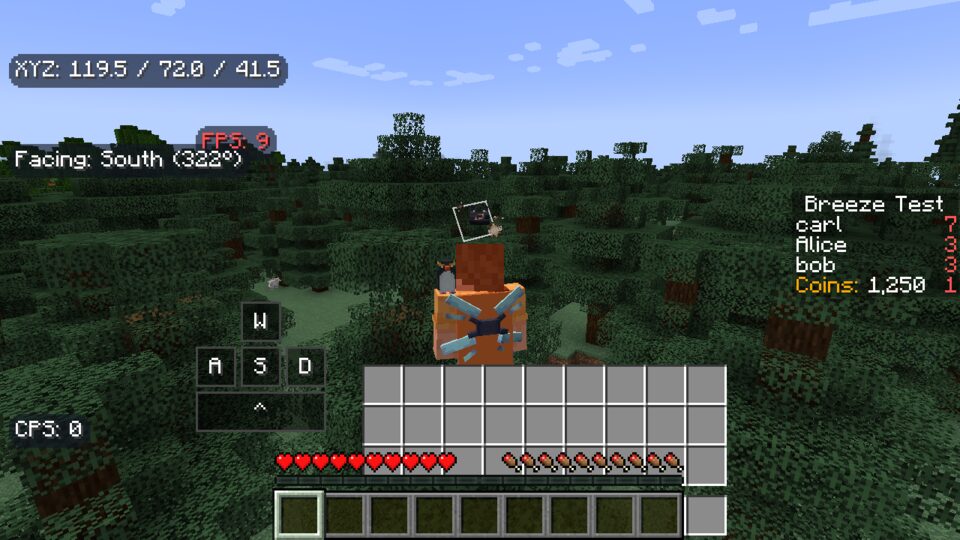 XYZ: 119.5 / 72.0 / 41.5
FPS: 9
Facing: South (322º)
Breeze Test
carl 7
Alice 3
bob 3
Coins: 1,250 1
W
A S D
^
CPS: 0